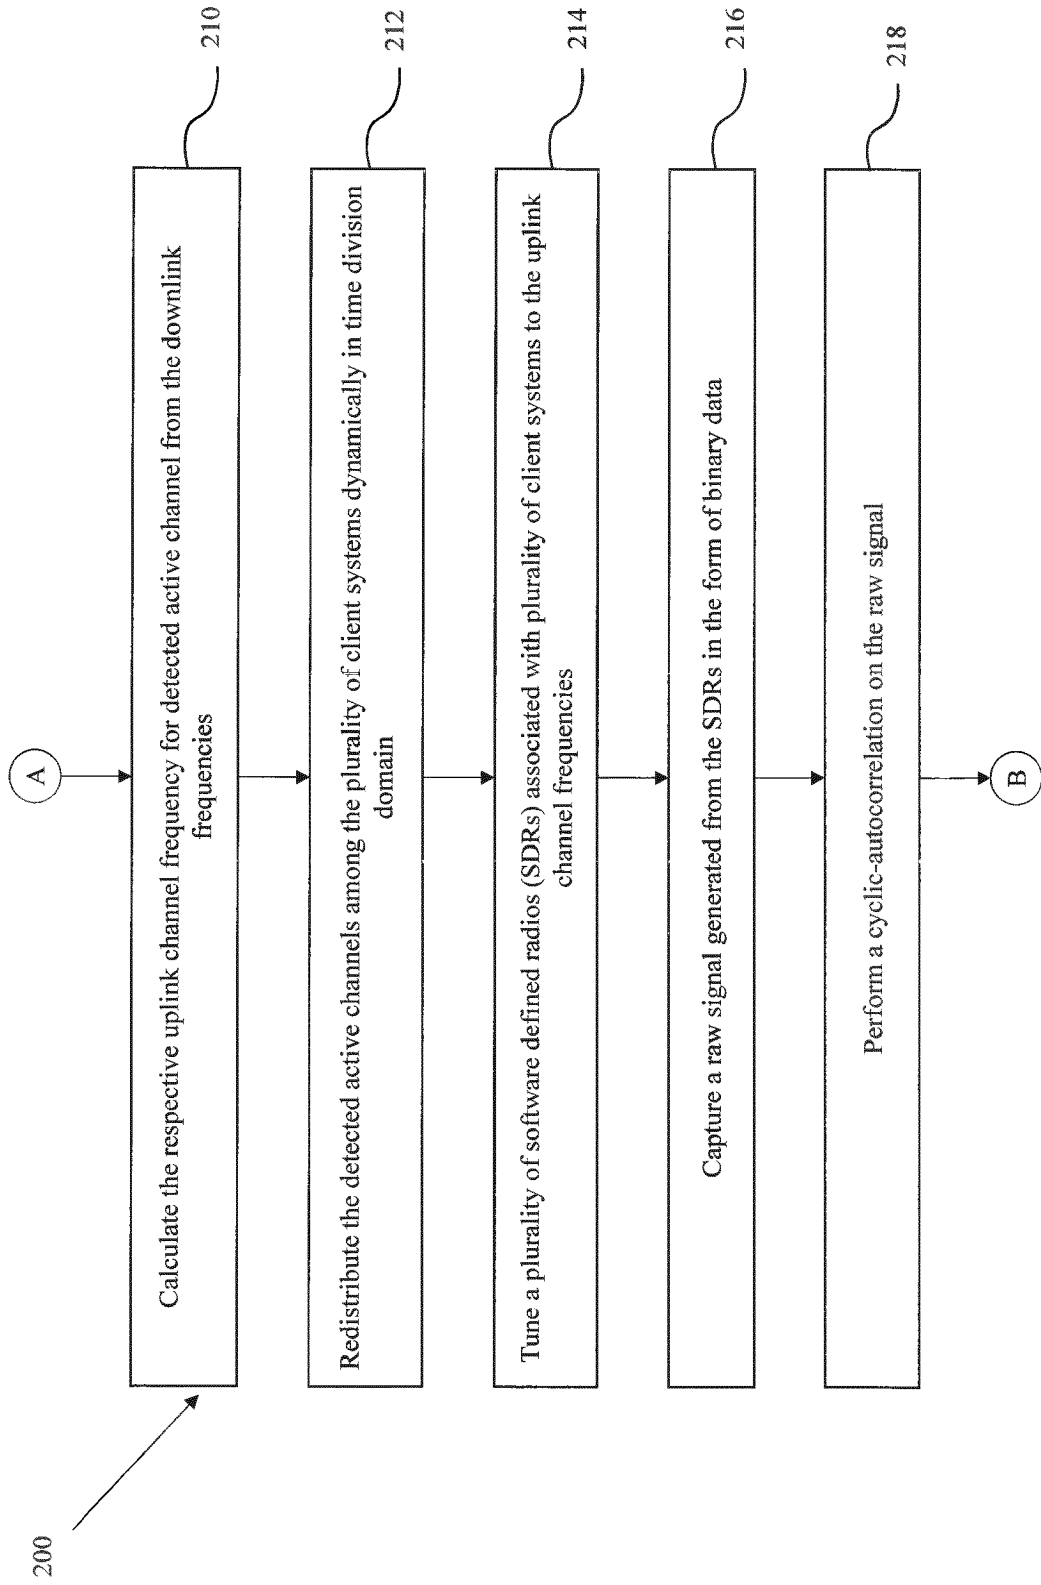 200
A
Calculate the respective uplink channel frequency for detected active channel from the downlink
frequencies
210
Redistribute the detected active channels among the plurality of client systems dynamically in time division
domain
212
Tune a plurality of software defined radios (SDRs) associated with plurality of client systems to the uplink
channel frequencies
214
Capture a raw signal generated from the SDRs in the form of binary data
216
Perform a cyclic-autocorrelation on the raw signal
218
B